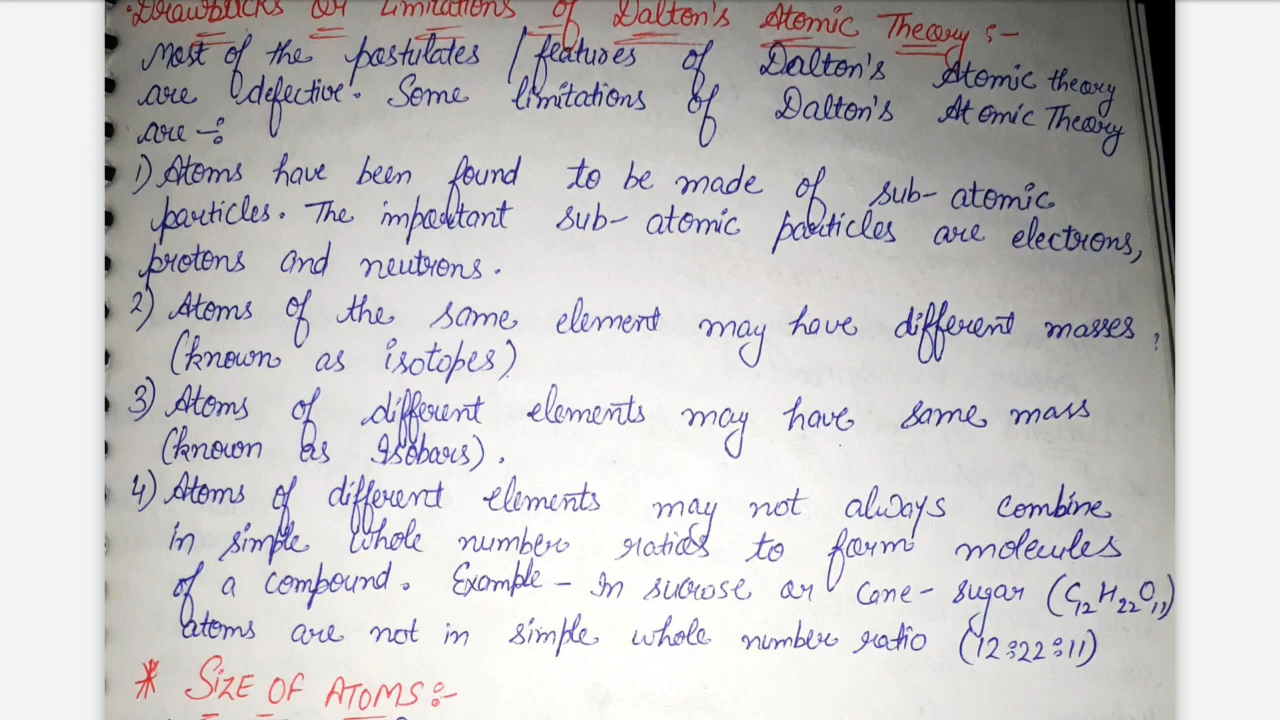 Drawbacks or Limitations of Dalton's Atomic Theory :-
Most of the postulates / features of Dalton's Atomic theory
are defective. Some limitations of Dalton's Atomic Theory
are -:
1) Atoms have been found to be made of sub-atomic
particles. The important sub-atomic particles are electrons,
protons and neutrons.
2) Atoms of the same element may have different masses,
(known as isotopes)
3) Atoms of different elements may have same mass
(known as Isobars).
4) Atoms of different elements may not always combine
in simple whole number ratios to form molecules
of a compound. Example - In sucrose or cane-sugar (C₁₂H₂₂O₁₁)
atoms are not in simple whole number ratio (12:22:11)
* SIZE OF ATOMS:-